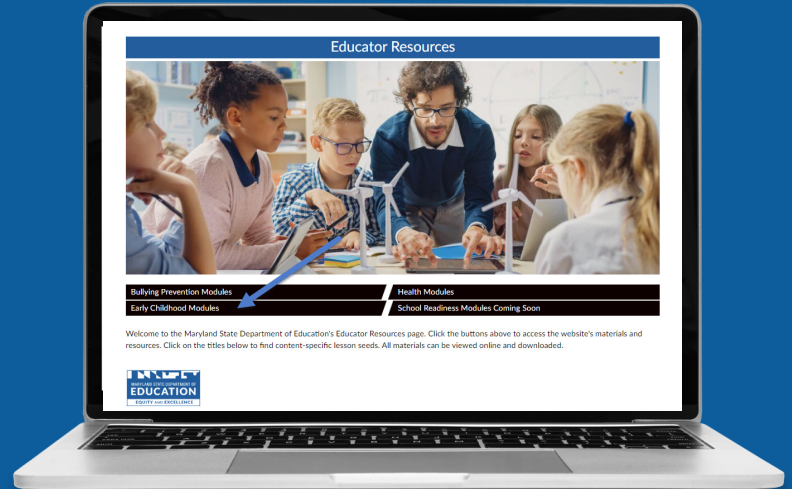 Educator Resources
Bullying Prevention Modules
Health Modules
Early Childhood Modules
School Readiness Modules Coming Soon
Welcome to the Maryland State Department of Education's Educator Resources page. Click the buttons above to access the website's materials and
resources. Click on the titles below to find content-specific lesson seeds. All materials can be viewed online and downloaded.
MARYLAND STATE DEPARTMENT OF
EDUCATION
EQUITY AND EXCELLENCE